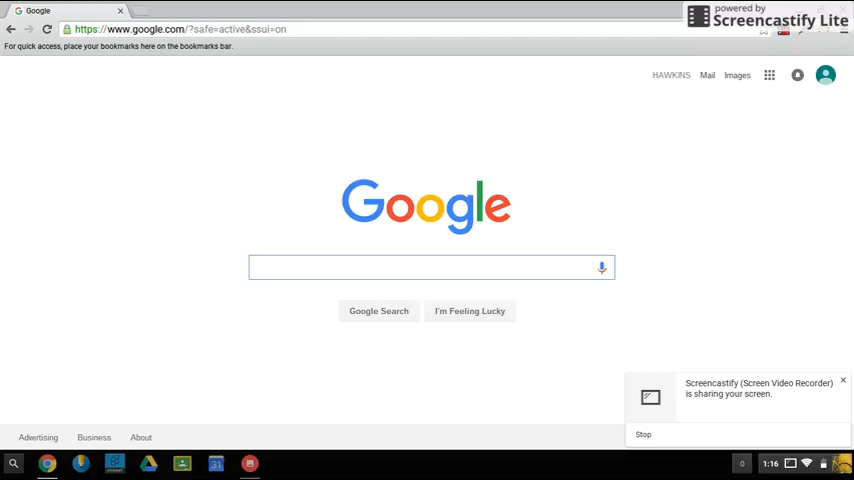 Google
powered by
Screencastify Lite
https://www.google.com/?safe=active&ssui=on
For quick access, place your bookmarks here on the bookmarks bar.
HAWKINS Mail Images
Google
Google Search I'm Feeling Lucky
Screencastify (Screen Video Recorder)
is sharing your screen.
Stop
Advertising Business About
31
0 1:16